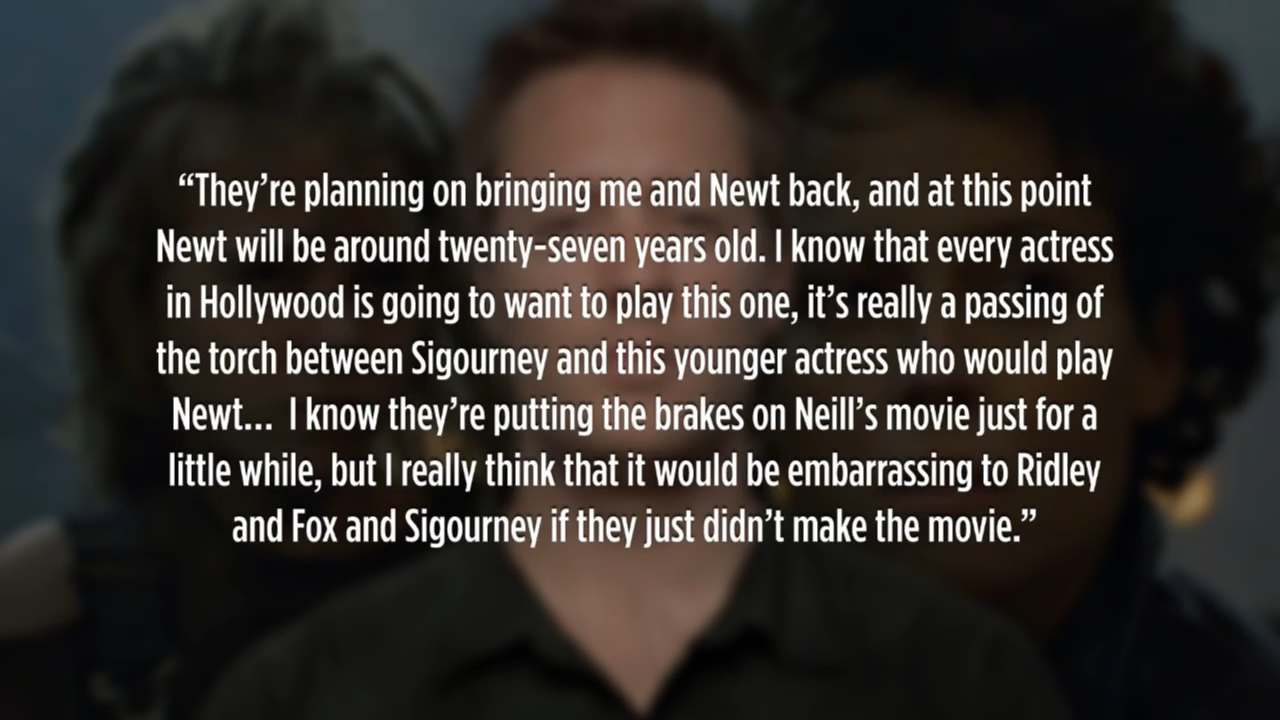 “They’re planning on bringing me and Newt back, and at this point
Newt will be around twenty-seven years old. I know that every actress
in Hollywood is going to want to play this one, it’s really a passing of
the torch between Sigourney and this younger actress who would play
Newt...  I know they’re putting the brakes on Neill’s movie just for a
little while, but I really think that it would be embarrassing to Ridley
and Fox and Sigourney if they just didn’t make the movie.”